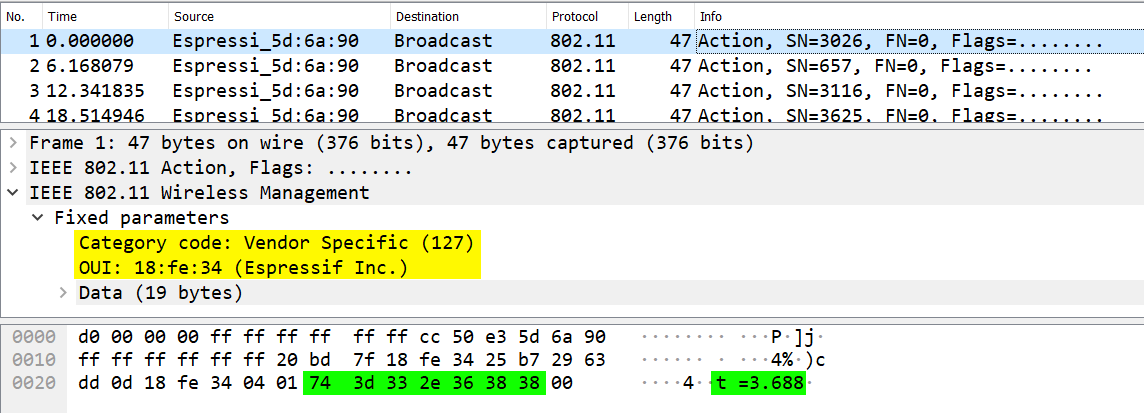 No. Time Source Destination Protocol Length Info
1 0.000000 Espressi_5d:6a:90 Broadcast 802.11 47 Action, SN=3026, FN=0, Flags=........
2 6.168079 Espressi_5d:6a:90 Broadcast 802.11 47 Action, SN=657, FN=0, Flags=........
3 12.341835 Espressi_5d:6a:90 Broadcast 802.11 47 Action, SN=3116, FN=0, Flags=........
4 18.514946 Espressi_5d:6a:90 Broadcast 802.11 47 Action, SN=3625, FN=0, Flags=........
Frame 1: 47 bytes on wire (376 bits), 47 bytes captured (376 bits)
IEEE 802.11 Action, Flags: ........
IEEE 802.11 Wireless Management
Fixed parameters
Category code: Vendor Specific (127)
OUI: 18:fe:34 (Espressif Inc.)
Data (19 bytes)
0000 d0 00 00 00 ff ff ff ff ff ff cc 50 e3 5d 6a 90 ········ ···P·]j·
0010 ff ff ff ff ff ff 20 bd 7f 18 fe 34 25 b7 29 63 ······ · ···4%·)c
0020 dd 0d 18 fe 34 04 01 74 3d 33 2e 36 38 38 00 ····4··t =3.688·